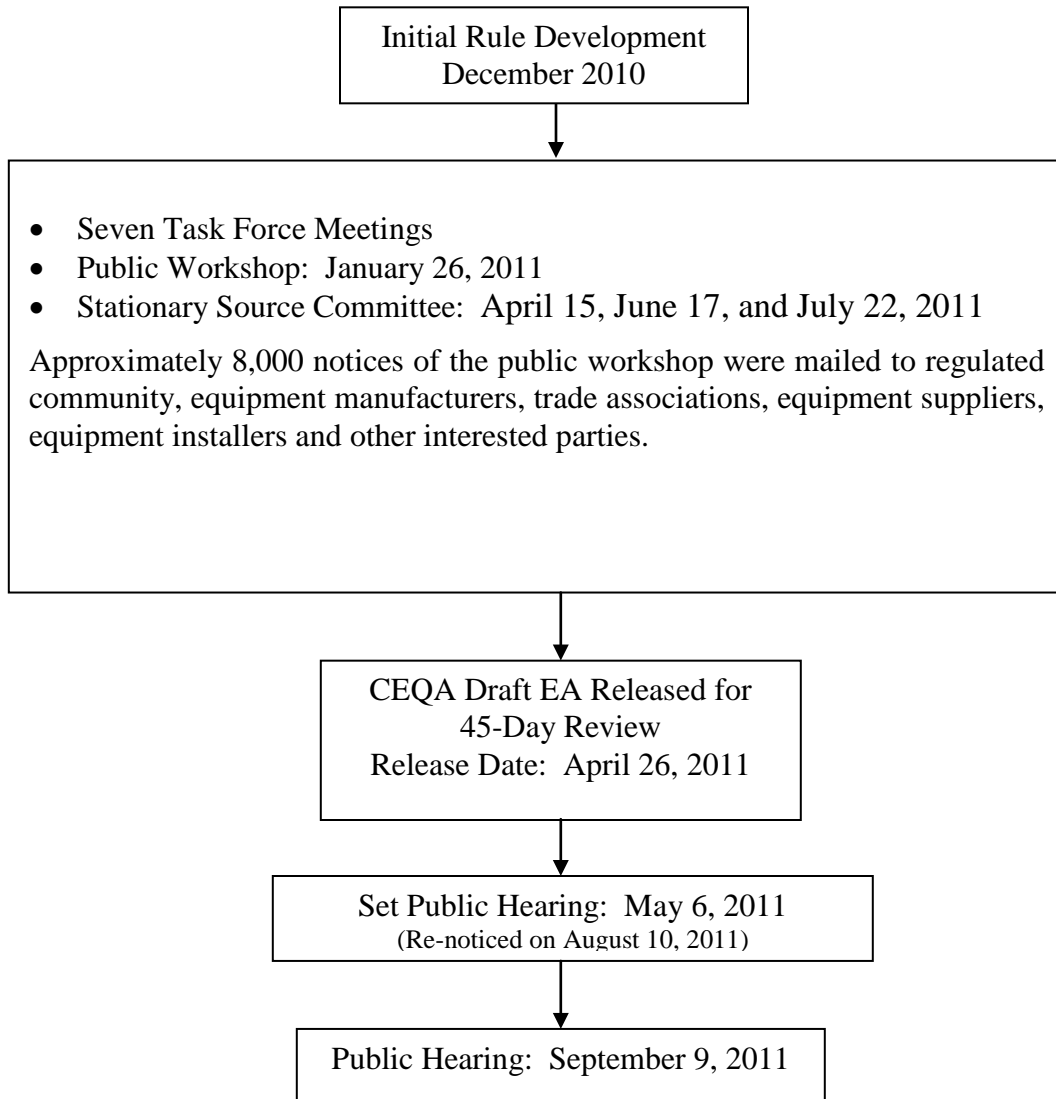 Initial Rule Development
December 2010
• Seven Task Force Meetings
• Public Workshop: January 26, 2011
• Stationary Source Committee: April 15, June 17, and July 22, 2011
Approximately 8,000 notices of the public workshop were mailed to regulated
community, equipment manufacturers, trade associations, equipment suppliers,
equipment installers and other interested parties.
CEQA Draft EA Released for
45-Day Review
Release Date: April 26, 2011
Set Public Hearing: May 6, 2011
(Re-noticed on August 10, 2011)
Public Hearing: September 9, 2011